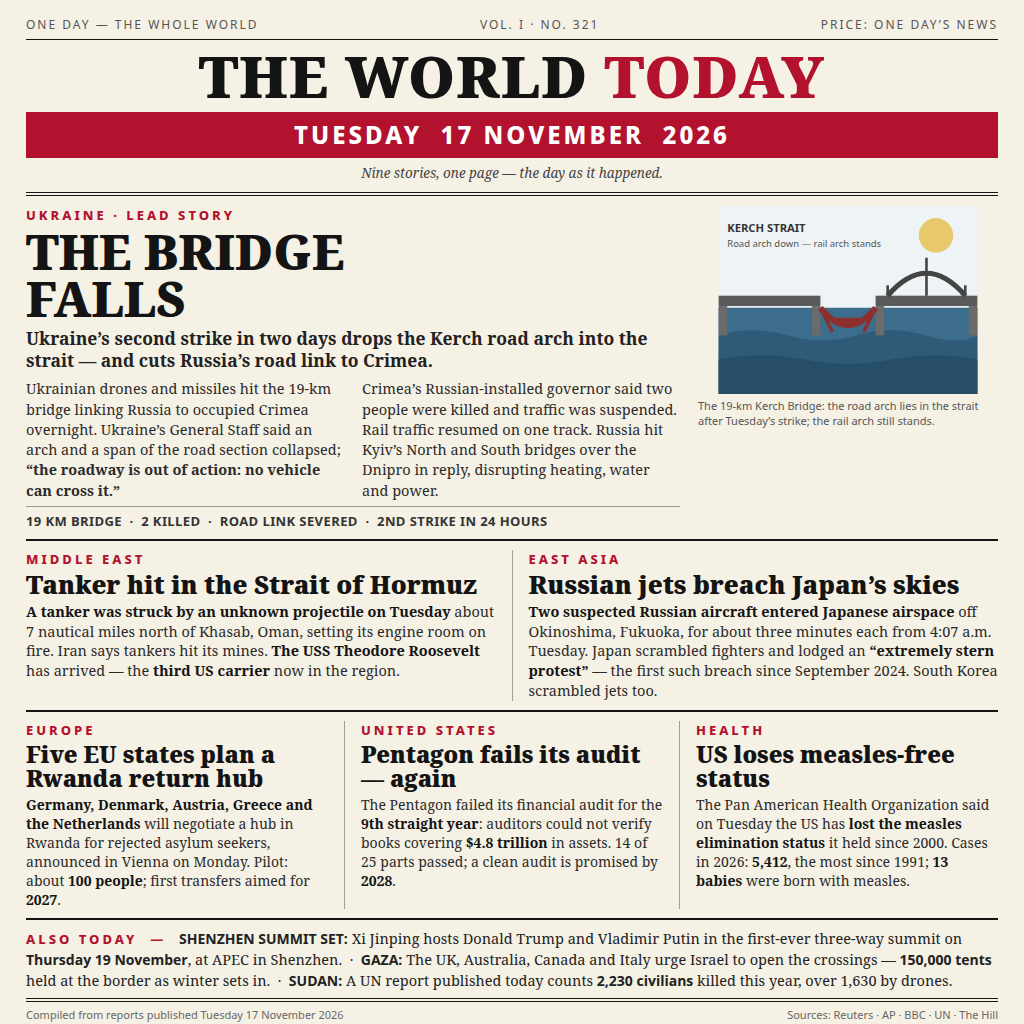 ONE DAY — THE WHOLE WORLD
VOL. I · NO. 321
PRICE: ONE DAY’S NEWS
THE WORLD TODAY
TUESDAY 17 NOVEMBER 2026
Nine stories, one page — the day as it happened.
UKRAINE · LEAD STORY
THE BRIDGE
FALLS
Ukraine’s second strike in two days drops the Kerch road arch into the
strait — and cuts Russia’s road link to Crimea.
Ukrainian drones and missiles hit the 19-km
bridge linking Russia to occupied Crimea
overnight. Ukraine’s General Staff said an
arch and a span of the road section collapsed;
“the roadway is out of action: no vehicle
can cross it.”
Crimea’s Russian-installed governor said two
people were killed and traffic was suspended.
Rail traffic resumed on one track. Russia hit
Kyiv’s North and South bridges over the
Dnipro in reply, disrupting heating, water
and power.
19 KM BRIDGE · 2 KILLED · ROAD LINK SEVERED · 2ND STRIKE IN 24 HOURS
KERCH STRAIT
Road arch down — rail arch stands
The 19-km Kerch Bridge: the road arch lies in the strait
after Tuesday’s strike; the rail arch still stands.
MIDDLE EAST
Tanker hit in the Strait of Hormuz
A tanker was struck by an unknown projectile on Tuesday about
7 nautical miles north of Khasab, Oman, setting its engine room on
fire. Iran says tankers hit its mines. The USS Theodore Roosevelt
has arrived — the third US carrier now in the region.
EAST ASIA
Russian jets breach Japan’s skies
Two suspected Russian aircraft entered Japanese airspace off
Okinoshima, Fukuoka, for about three minutes each from 4:07 a.m.
Tuesday. Japan scrambled fighters and lodged an “extremely stern
protest” — the first such breach since September 2024. South Korea
scrambled jets too.
EUROPE
Five EU states plan a
Rwanda return hub
Germany, Denmark, Austria, Greece and
the Netherlands will negotiate a hub in
Rwanda for rejected asylum seekers,
announced in Vienna on Monday. Pilot:
about 100 people; first transfers aimed for
2027.
UNITED STATES
Pentagon fails its audit
— again
The Pentagon failed its financial audit for the
9th straight year: auditors could not verify
books covering $4.8 trillion in assets. 14 of
25 parts passed; a clean audit is promised by
2028.
HEALTH
US loses measles-free
status
The Pan American Health Organization said
on Tuesday the US has lost the measles
elimination status it held since 2000. Cases
in 2026: 5,412, the most since 1991; 13
babies were born with measles.
ALSO TODAY — SHENZHEN SUMMIT SET: Xi Jinping hosts Donald Trump and Vladimir Putin in the first-ever three-way summit on
Thursday 19 November, at APEC in Shenzhen. · GAZA: The UK, Australia, Canada and Italy urge Israel to open the crossings — 150,000 tents
held at the border as winter sets in. · SUDAN: A UN report published today counts 2,230 civilians killed this year, over 1,630 by drones.
Compiled from reports published Tuesday 17 November 2026
Sources: Reuters · AP · BBC · UN · The Hill